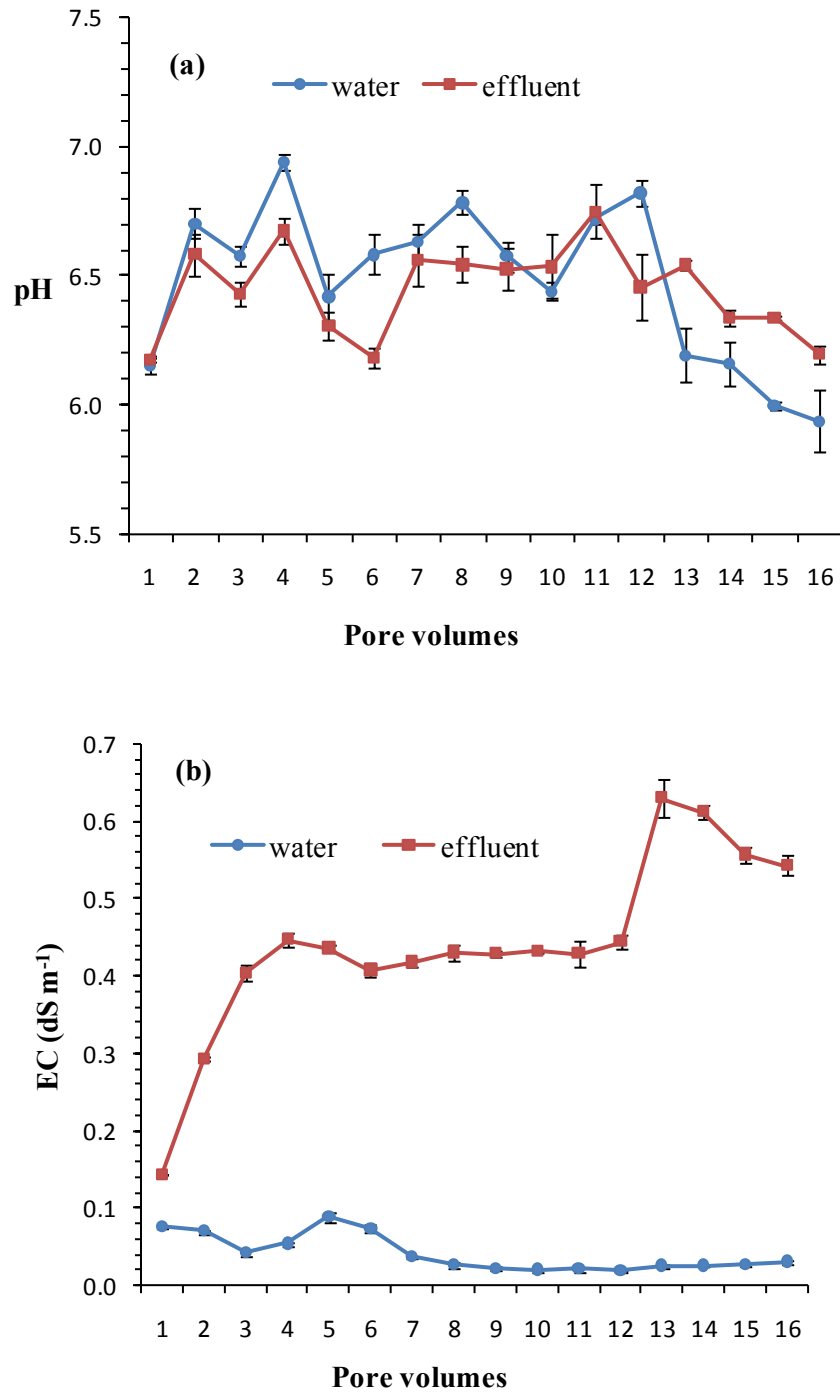 7.5
(a)
water effluent
7.0
6.5
pH
6.0
5.5
1 2 3 4 5 6 7 8 9 10 11 12 13 14 15 16
Pore volumes
0.7
(b)
0.6
water effluent
0.5
0.4
EC (dS m-1)
0.3
0.2
0.1
0.0
1 2 3 4 5 6 7 8 9 10 11 12 13 14 15 16
Pore volumes